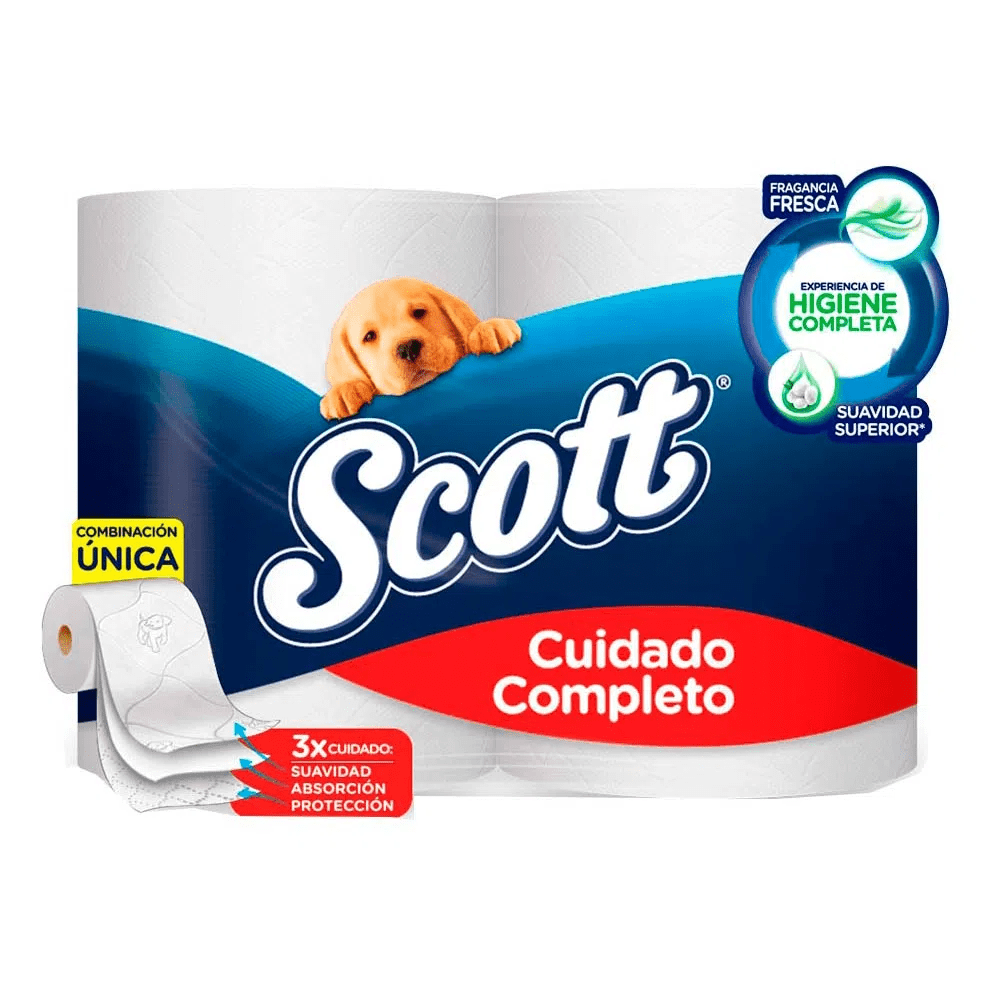 FRAGANCIA
FRESCA
EXPERIENCIA DE
HIGIENE
COMPLETA
SUAVIDAD
SUPERIOR*
Scott®
COMBINACIÓN
ÚNICA
Cuidado
Completo
3X CUIDADO:
SUAVIDAD
ABSORCIÓN
PROTECCIÓN